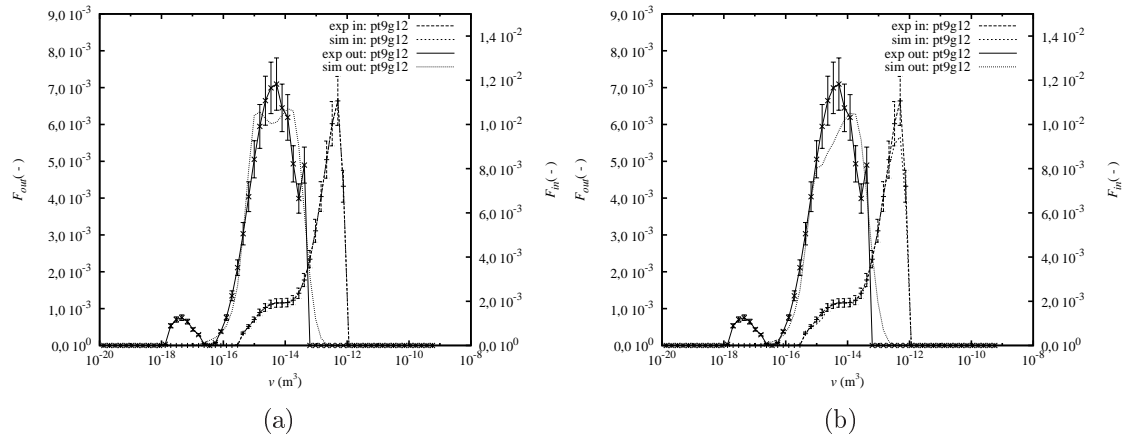 9,0 10⁻³
8,0 10⁻³
7,0 10⁻³
6,0 10⁻³
5,0 10⁻³
4,0 10⁻³
3,0 10⁻³
2,0 10⁻³
1,0 10⁻³
0,0 10⁰
F_out( - )
exp in: pt9g12
sim in: pt9g12
exp out: pt9g12
sim out: pt9g12
1,4 10⁻²
1,2 10⁻²
1,0 10⁻²
8,0 10⁻³
6,0 10⁻³
4,0 10⁻³
2,0 10⁻³
0,0 10⁰
F_in( - )
10⁻²⁰ 10⁻¹⁸ 10⁻¹⁶ 10⁻¹⁴ 10⁻¹² 10⁻¹⁰ 10⁻⁸
v (m³)
(a)
9,0 10⁻³
8,0 10⁻³
7,0 10⁻³
6,0 10⁻³
5,0 10⁻³
4,0 10⁻³
3,0 10⁻³
2,0 10⁻³
1,0 10⁻³
0,0 10⁰
F_out( - )
exp in: pt9g12
sim in: pt9g12
exp out: pt9g12
sim out: pt9g12
1,4 10⁻²
1,2 10⁻²
1,0 10⁻²
8,0 10⁻³
6,0 10⁻³
4,0 10⁻³
2,0 10⁻³
0,0 10⁰
F_in( - )
10⁻²⁰ 10⁻¹⁸ 10⁻¹⁶ 10⁻¹⁴ 10⁻¹² 10⁻¹⁰ 10⁻⁸
v (m³)
(b)